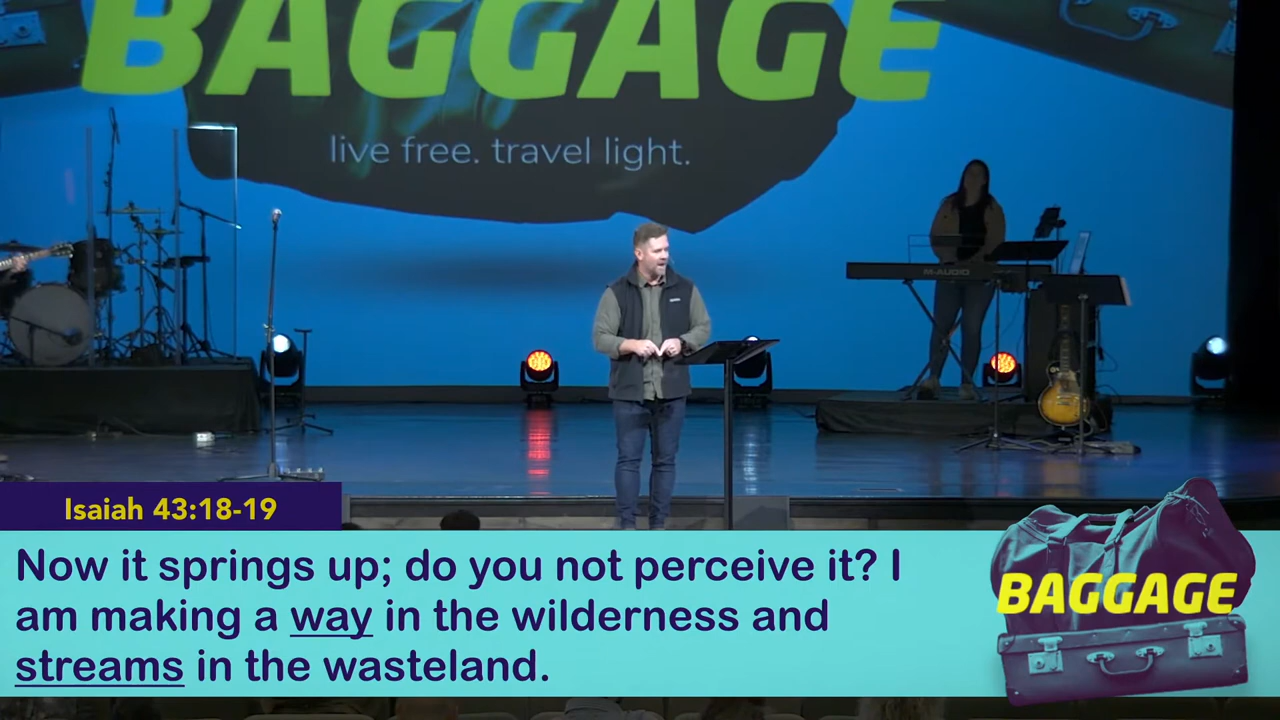 BAGGAGE
live free. travel light.
M-AUDIO
Isaiah 43:18-19
Now it springs up; do you not perceive it? I
am making a way in the wilderness and
streams in the wasteland.
BAGGAGE